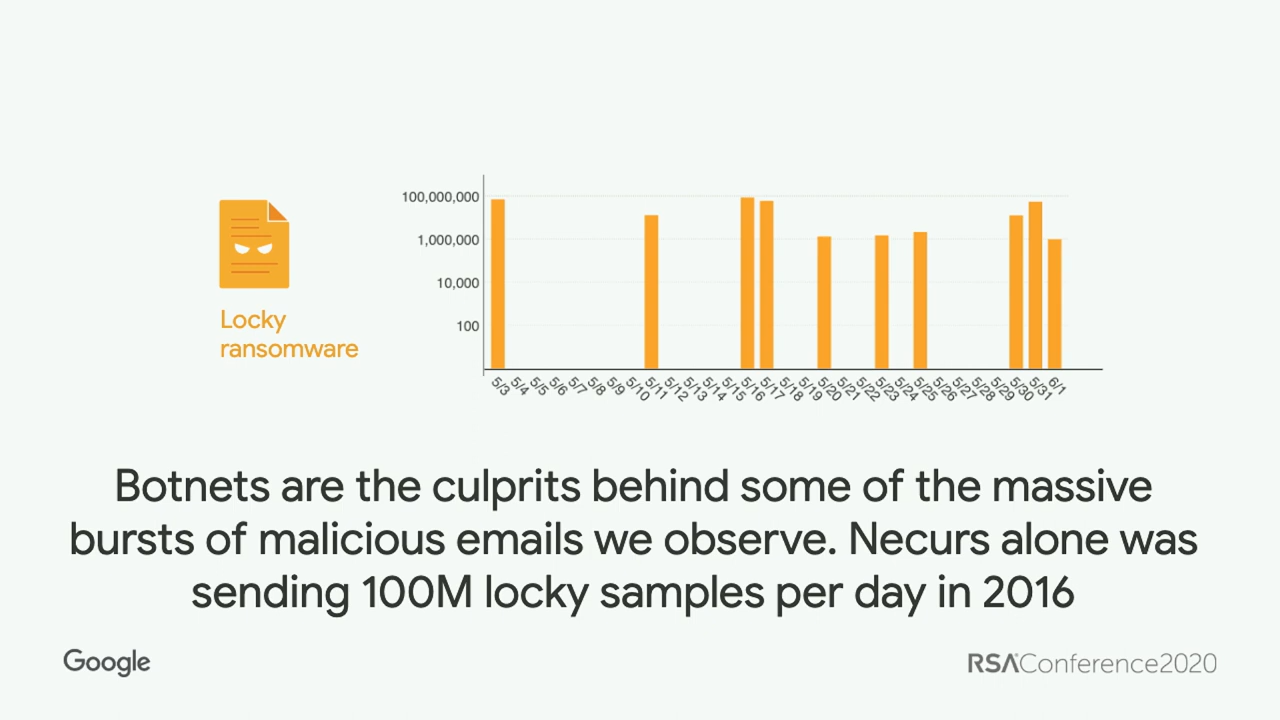 100,000,000
1,000,000
10,000
100
Locky
ransomware
5/3 5/4 5/5 5/6 5/7 5/8 5/9 5/10 5/11 5/12 5/13 5/14 5/15 5/16 5/17 5/18 5/19 5/20 5/21 5/22 5/23 5/24 5/25 5/26 5/27 5/28 5/29 5/30 5/31 6/1
Botnets are the culprits behind some of the massive
bursts of malicious emails we observe. Necurs alone was
sending 100M locky samples per day in 2016
Google
RSAConference2020